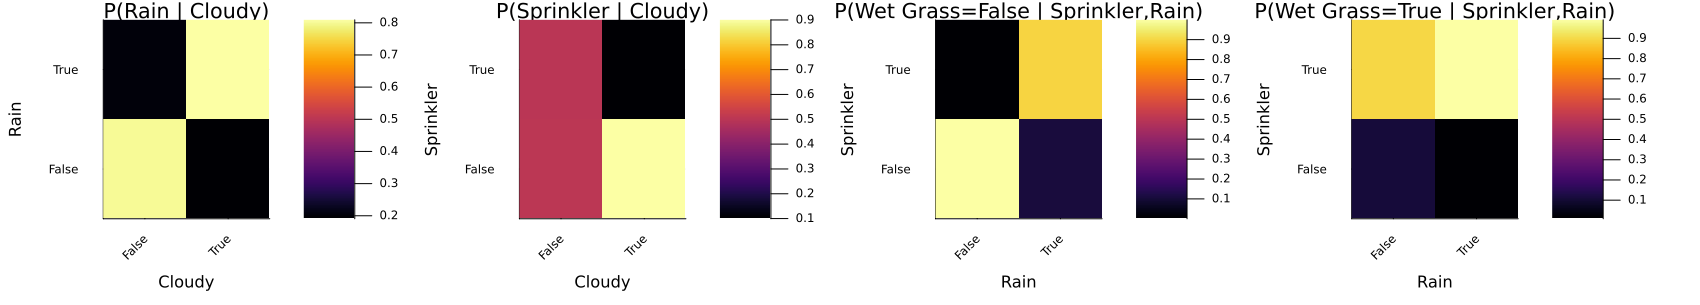 P(Rain | Cloudy)
Rain
True
False
False
True
Cloudy
0.8
0.7
0.6
0.5
0.4
0.3
0.2
P(Sprinkler | Cloudy)
Sprinkler
True
False
False
True
Cloudy
0.9
0.8
0.7
0.6
0.5
0.4
0.3
0.2
0.1
P(Wet Grass=False | Sprinkler,Rain)
Sprinkler
True
False
False
True
Rain
0.9
0.8
0.7
0.6
0.5
0.4
0.3
0.2
0.1
P(Wet Grass=True | Sprinkler,Rain)
Sprinkler
True
False
False
True
Rain
0.9
0.8
0.7
0.6
0.5
0.4
0.3
0.2
0.1